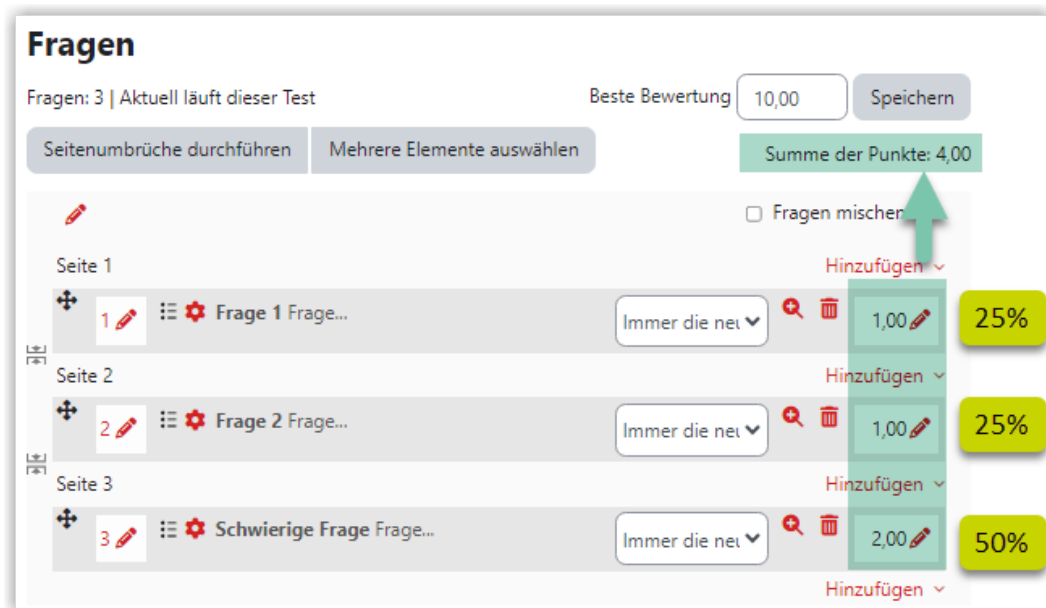 Fragen
Fragen: 3 | Aktuell läuft dieser Test Beste Bewertung 10,00 Speichern
Seitenumbrüche durchführen Mehrere Elemente auswählen Summe der Punkte: 4,00
Fragen mischen
Seite 1 Hinzufügen
1 Frage 1 Frage... Immer die neu 1,00 25%
Seite 2 Hinzufügen
2 Frage 2 Frage... Immer die neu 1,00 25%
Seite 3 Hinzufügen
3 Schwierige Frage Frage... Immer die neu 2,00 50%
Hinzufügen